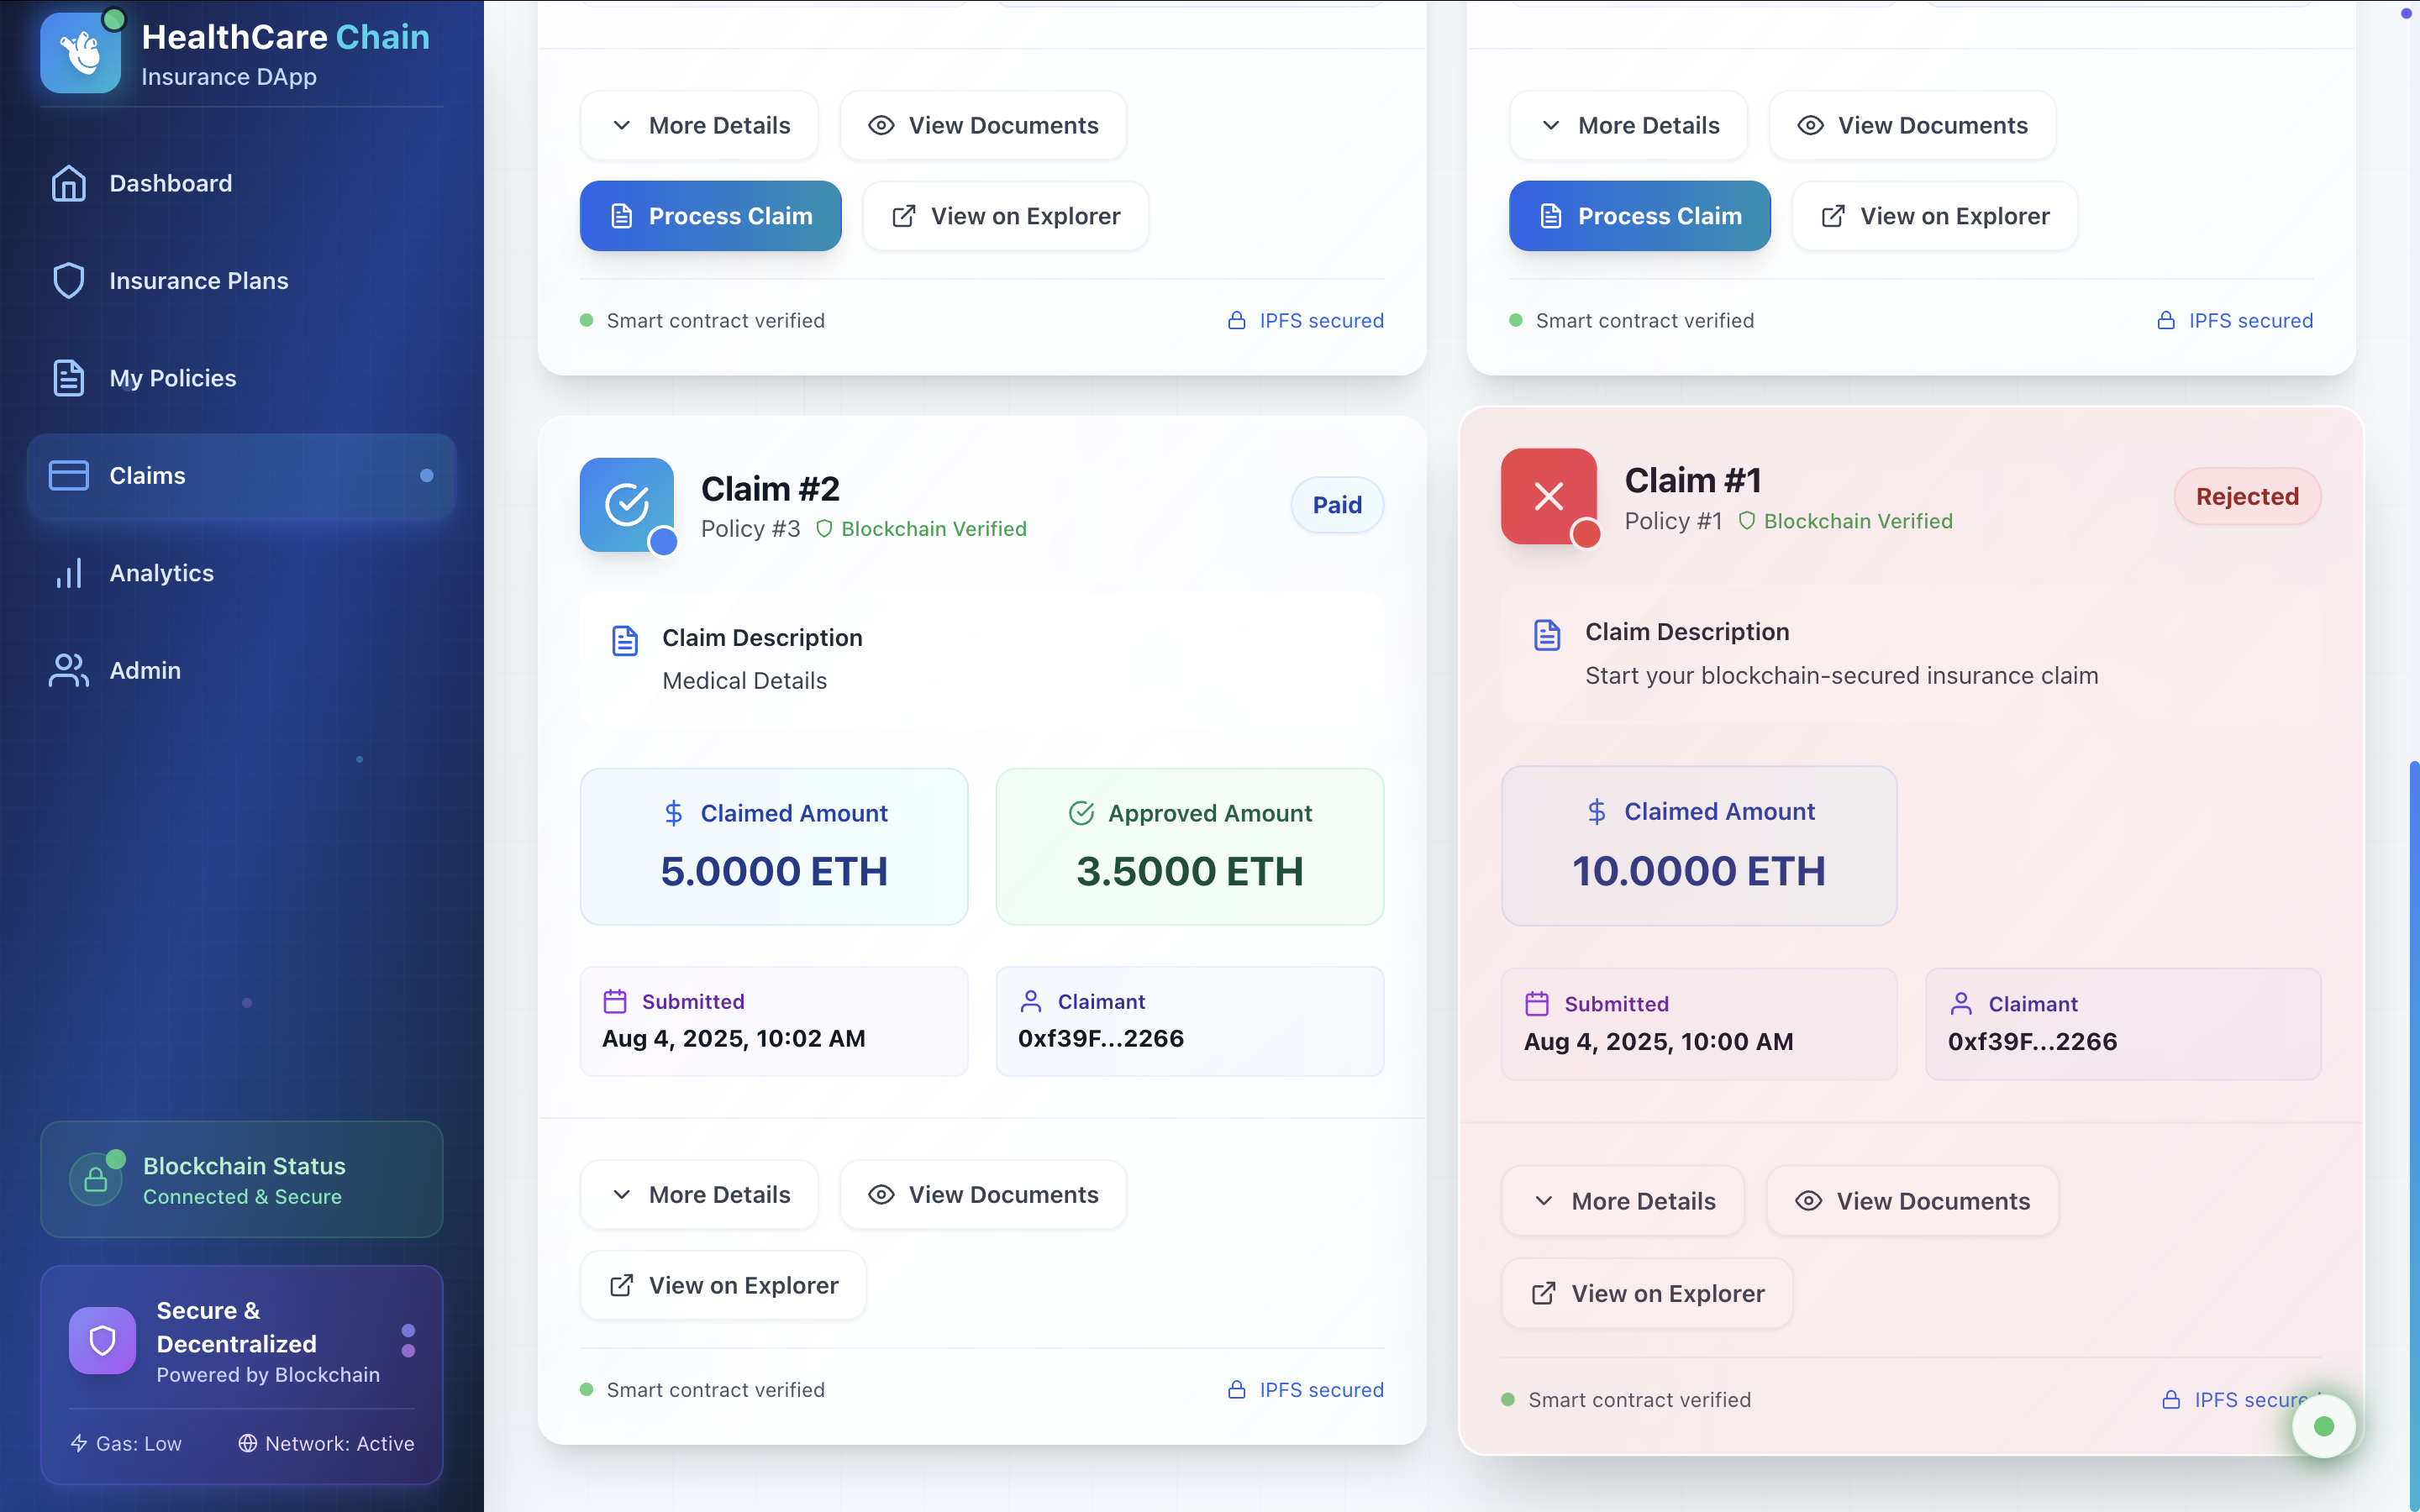 HealthCare Chain
Insurance DApp
Dashboard
Insurance Plans
My Policies
Claims
Analytics
Admin
Blockchain Status
Connected & Secure
Secure &
Decentralized
Powered by Blockchain
Gas: Low
Network: Active
More Details
View Documents
Process Claim
View on Explorer
Smart contract verified
IPFS secured
More Details
View Documents
Process Claim
View on Explorer
Smart contract verified
IPFS secured
Claim #2
Policy #3
Blockchain Verified
Paid
Claim Description
Medical Details
Claimed Amount
5.0000 ETH
Approved Amount
3.5000 ETH
Submitted
Aug 4, 2025, 10:02 AM
Claimant
0xf39F...2266
More Details
View Documents
View on Explorer
Smart contract verified
IPFS secured
Claim #1
Policy #1
Blockchain Verified
Rejected
Claim Description
Start your blockchain-secured insurance claim
Claimed Amount
10.0000 ETH
Submitted
Aug 4, 2025, 10:00 AM
Claimant
0xf39F...2266
More Details
View Documents
View on Explorer
Smart contract verified
IPFS secured